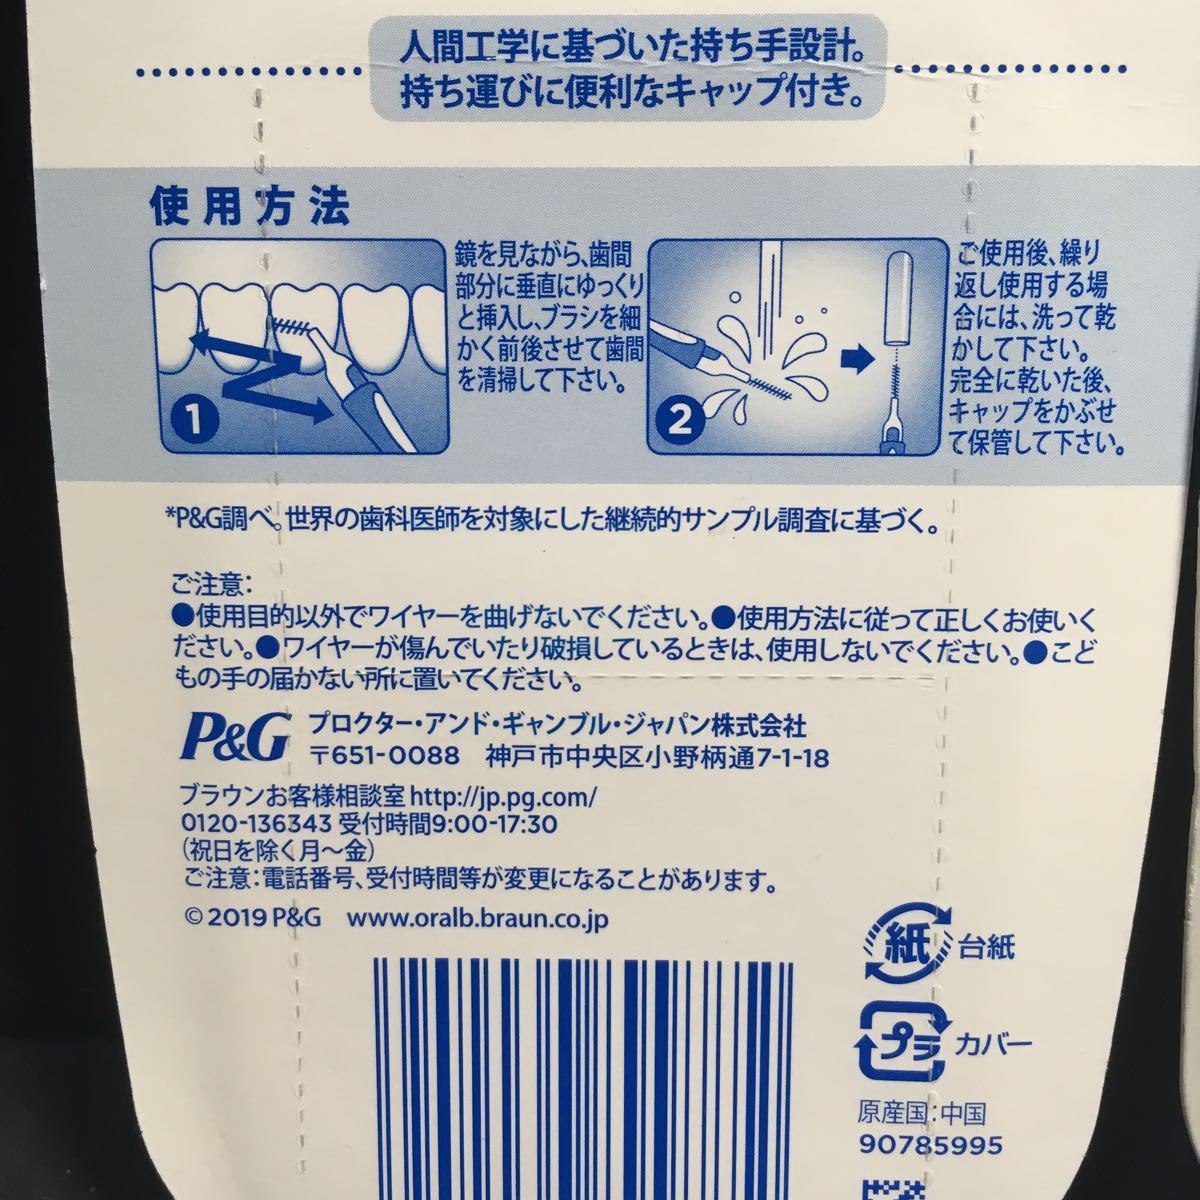 人間工学に基づいた持ち手設計。
持ち運びに便利なキャップ付き。
使用方法
1
鏡を見ながら、歯間
部分に垂直にゆっくり
と挿入し、ブラシを細
かく前後させて歯間
を清掃して下さい。
2
ご使用後、繰り
返し使用する場
合には、洗って乾
かして下さい。
完全に乾いた後、
キャップをかぶせ
て保管して下さい。
*P&G調べ。世界の歯科医師を対象にした継続的サンプル調査に基づく。
ご注意:
●使用目的以外でワイヤーを曲げないでください。●使用方法に従って正しくお使いく
ださい。●ワイヤーが傷んでいたり破損しているときは、使用しないでください。●こど
もの手の届かない所に置いてください。
P&G プロクター・アンド・ギャンブル・ジャパン株式会社
〒651-0088 神戸市中央区小野柄通7-1-18
ブラウンお客様相談室http://jp.pg.com/
0120-136343 受付時間9:00-17:30
(祝日を除く月〜金)
ご注意:電話番号、受付時間等が変更になることがあります。
©2019 P&G www.oralb.braun.co.jp
紙 台紙
プラ カバー
原産国:中国
90785995